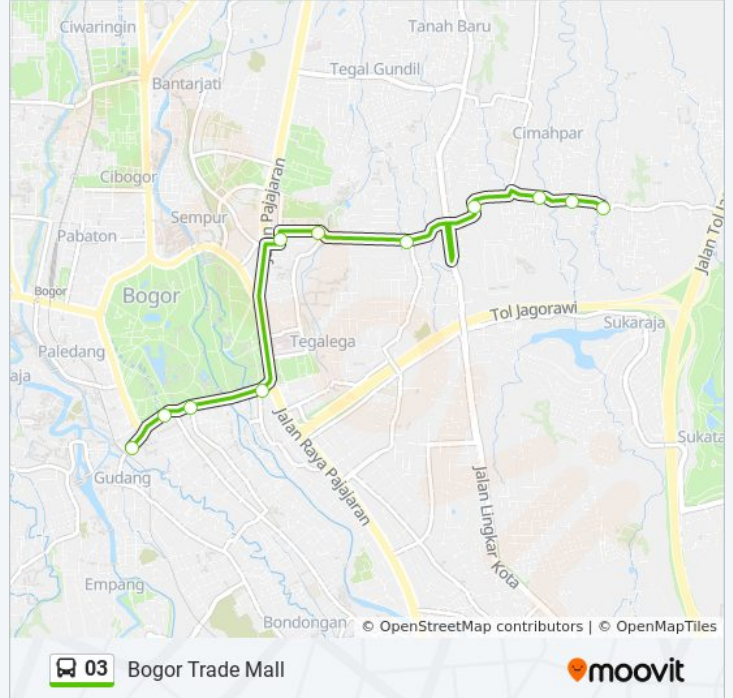 Ciwaringin
Tanah Baru
Tegal Gundil
Bantarjati
Cimahpar
Cibogor
Jalan Pajajaran
Sempur
Pabaton
Jalan Tol Ja
Bogor
Bogor
Tol Jagorawi
Sukaraja
Tegalega
Paledang
aja
Jalan Raya Pajajaran
Sukata
Gudang
Jalan Lingkar Kota
Empang
Bondongan
© OpenStreetMap contributors | © OpenMapTiles
03 Bogor Trade Mall
moovit